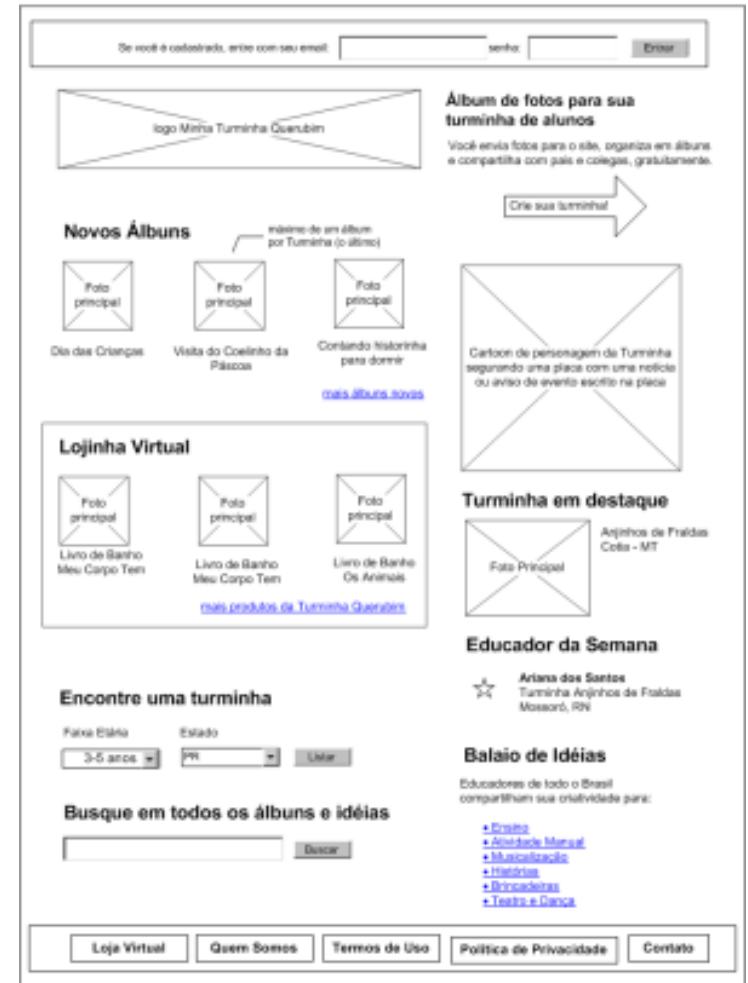 Se você é cadastrado, entre com seu email:
senha:
Entrar
logo Minha Turminha Querubim
Álbum de fotos para sua
turminha de alunos
Você envia fotos para o site, organiza em álbuns
e compartilha com pais e colegas, gratuitamente.
Crie sua turminha!
Novos Álbuns
máximo de um álbum
por Turminha (o último)
Foto
principal
Foto
principal
Foto
principal
Dia das Crianças
Visita do Coelinho da
Páscoa
Contando historinha
para dormir
mais álbuns novos
Cartoon de personagem da Turminha
segurando uma placa com uma notícia
ou aviso de evento escrito na placa
Lojinha Virtual
Foto
principal
Foto
principal
Foto
principal
Livro de Banho
Meu Corpo Tem
Livro de Banho
Meu Corpo Tem
Livro de Banho
Os Animais
mais produtos da Turminha Querubim
Turminha em destaque
Foto Principal
Anjinhos de Fraldas
Cotia - MT
Educador da Semana
Ariana dos Santos
Turminha Anjinhos de Fraldas
Mossoró, RN
Encontre uma turminha
Faixa Etária
Estado
3-5 anos
PR
Listar
Balaio de Idéias
Educadores de todo o Brasil
compartilham sua criatividade para:
• Ensino
• Atividade Manual
• Musicalização
• Histórias
• Brincadeiras
• Teatro e Dança
Busque em todos os álbuns e idéias
Buscar
Loja Virtual
Quem Somos
Termos de Uso
Política de Privacidade
Contato